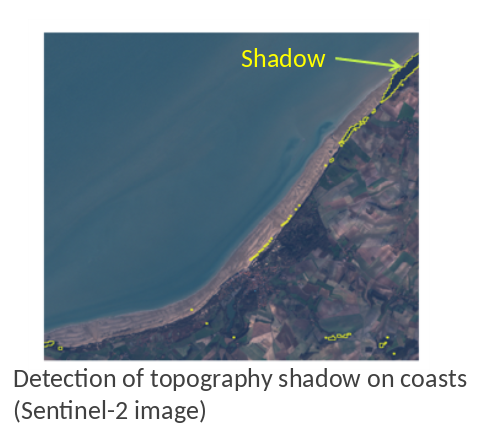 Shadow
Detection of topography shadow on coasts
(Sentinel-2 image)